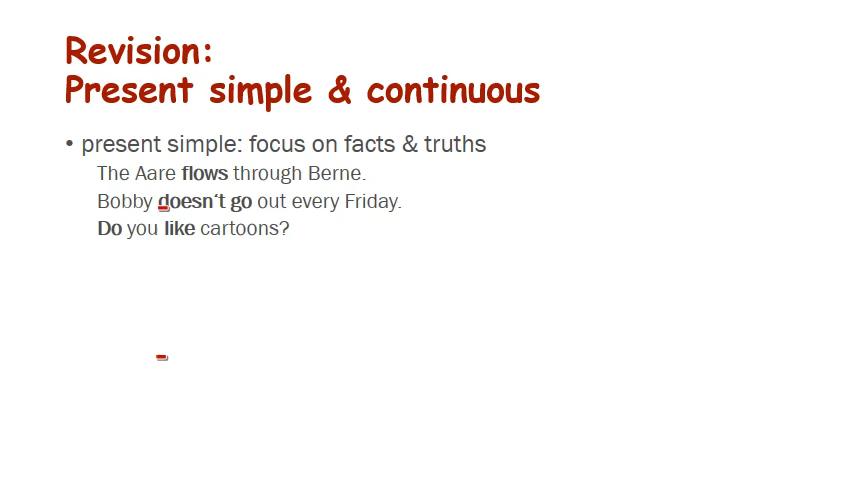 Revision:
Present simple & continuous
• present simple: focus on facts & truths
The Aare flows through Berne.
Bobby doesn‘t go out every Friday.
Do you like cartoons?